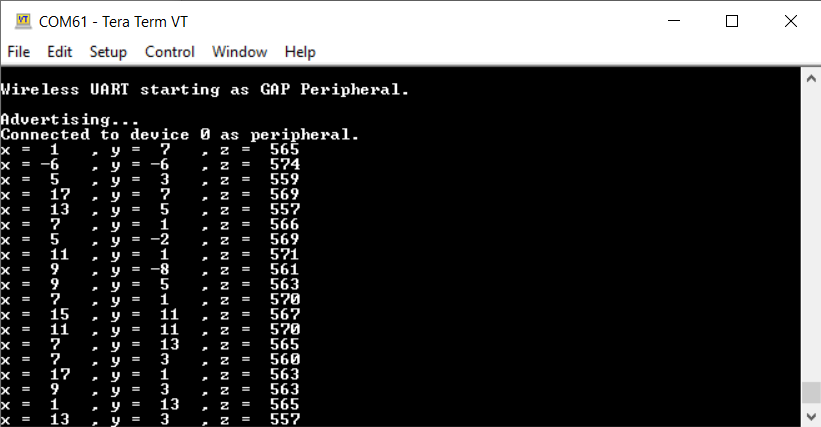 COM61 - Tera Term VT
File Edit Setup Control Window Help
Wireless UART starting as GAP Peripheral.
Advertising...
Connected to device 0 as peripheral.
x =  1   , y =  7   , z =  565
x = -6   , y = -6   , z =  574
x =  5   , y =  3   , z =  559
x =  17  , y =  7   , z =  569
x =  13  , y =  5   , z =  557
x =  7   , y =  1   , z =  566
x =  5   , y = -2   , z =  569
x =  11  , y =  1   , z =  571
x =  9   , y = -8   , z =  561
x =  9   , y =  5   , z =  563
x =  7   , y =  1   , z =  570
x =  15  , y =  11  , z =  567
x =  11  , y =  11  , z =  570
x =  7   , y =  13  , z =  565
x =  7   , y =  3   , z =  560
x =  17  , y =  1   , z =  563
x =  9   , y =  3   , z =  563
x =  1   , y =  13  , z =  565
x =  13  , y =  3   , z =  557